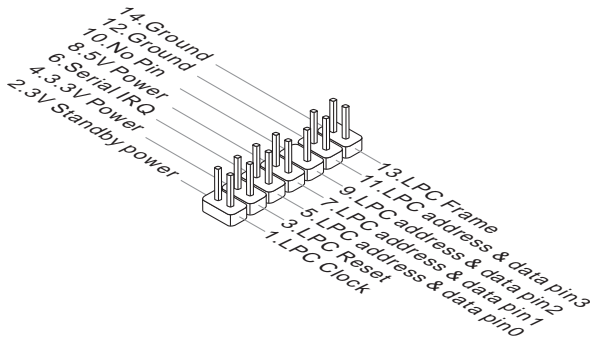 14.Ground
12.Ground
10.No Pin
8.5V Power
6.Serial IRQ
4.3.3V Power
2.3V Standby power
13.LPC Frame
11.LPC address & data pin3
9.LPC address & data pin2
7.LPC address & data pin1
5.LPC address & data pin0
3.LPC Reset
1.LPC Clock